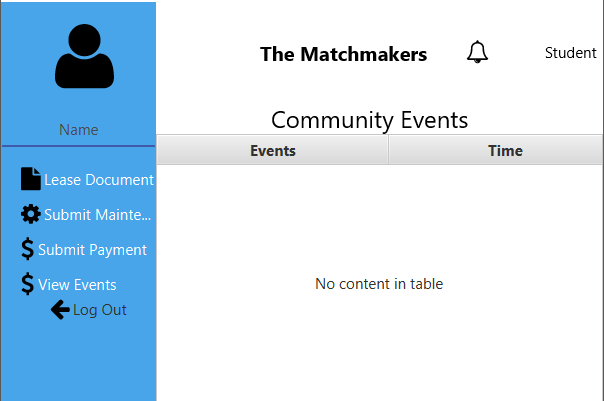 Name
Lease Document
Submit Mainte...
$ Submit Payment
$ View Events
Log Out
The Matchmakers
Student
Community Events
Events Time
No content in table